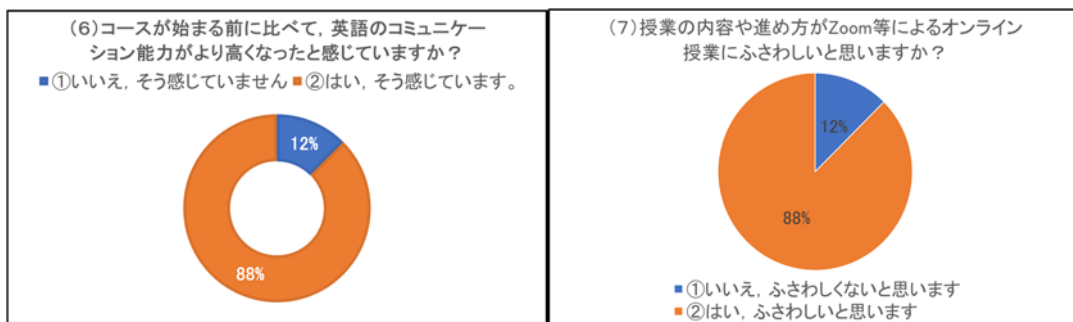 (6)コースが始まる前に比べて，英語のコミュニケー
ション能力がより高くなったと感じていますか？
①いいえ，そう感じていません ②はい，そう感じています。
12%
88%
(7)授業の内容や進め方がZoom等によるオンライン
授業にふさわしいと思いますか？
12%
88%
①いいえ，ふさわしくないと思います
②はい，ふさわしいと思います